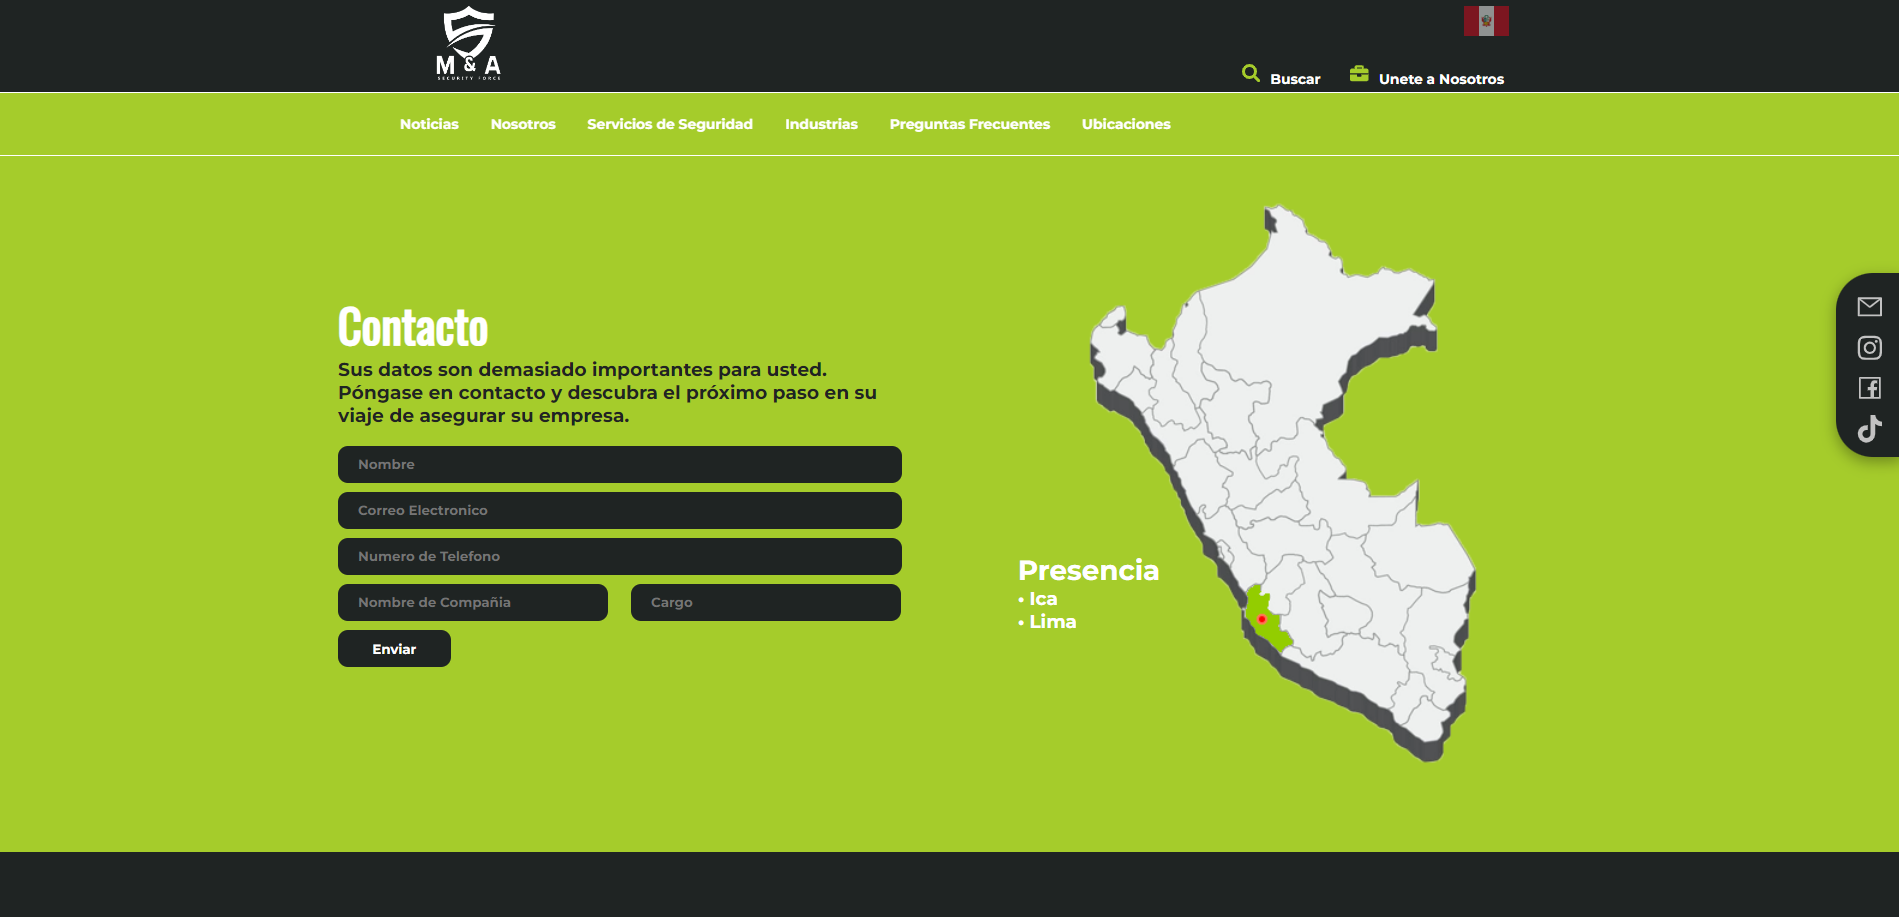 M & A
SECURITY FORCE
Buscar
Unete a Nosotros
Noticias
Nosotros
Servicios de Seguridad
Industrias
Preguntas Frecuentes
Ubicaciones
Contacto
Sus datos son demasiado importantes para usted.
Póngase en contacto y descubra el próximo paso en su
viaje de asegurar su empresa.
Nombre
Correo Electronico
Numero de Telefono
Nombre de Compañia
Cargo
Enviar
Presencia
• Ica
• Lima